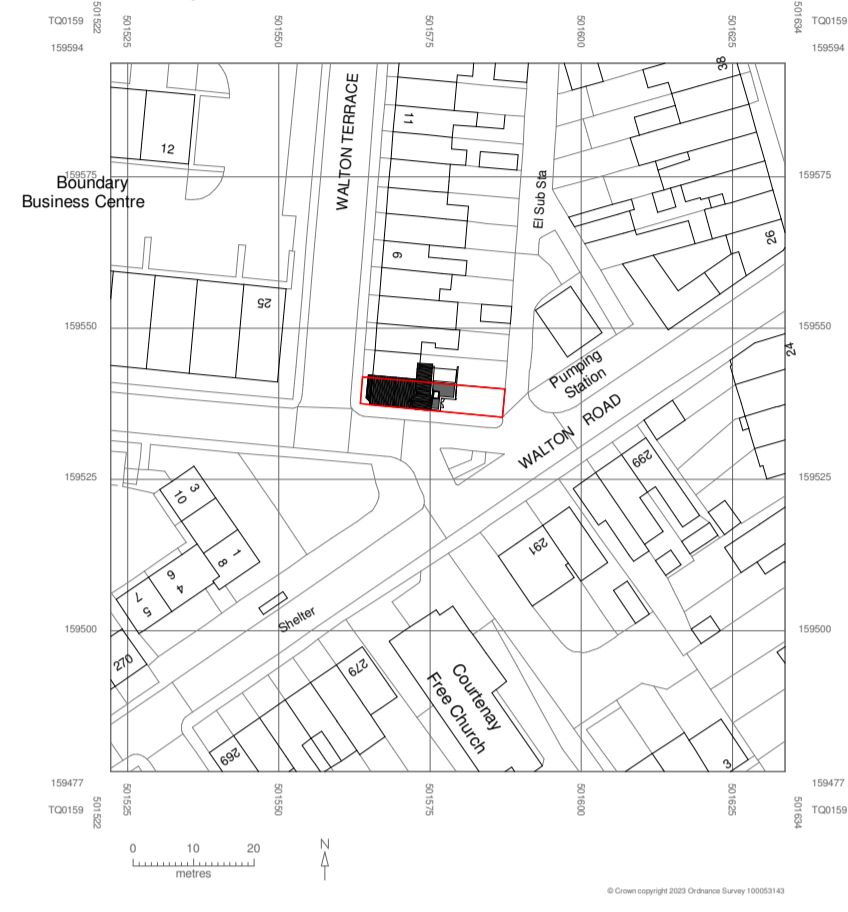 501522
501525
501550
501575
501600
501625
501634
TQ0159
TQ0159
159594
159594
38
WALTON TERRACE
11
12
El Sub Sta
159575
159575
Boundary
Business Centre
26
6
25
159550
159550
24
Pumping
Station
WALTON ROAD
299
159525
159525
3
10
291
1
8
6
4
7
5
Shelter
159500
159500
270
279
Courtenay
Free Church
269
3
159477
159477
TQ0159
TQ0159
501522
501525
501550
501575
501600
501625
501634
0 10 20
metres
N
© Crown copyright 2023 Ordnance Survey 100053143